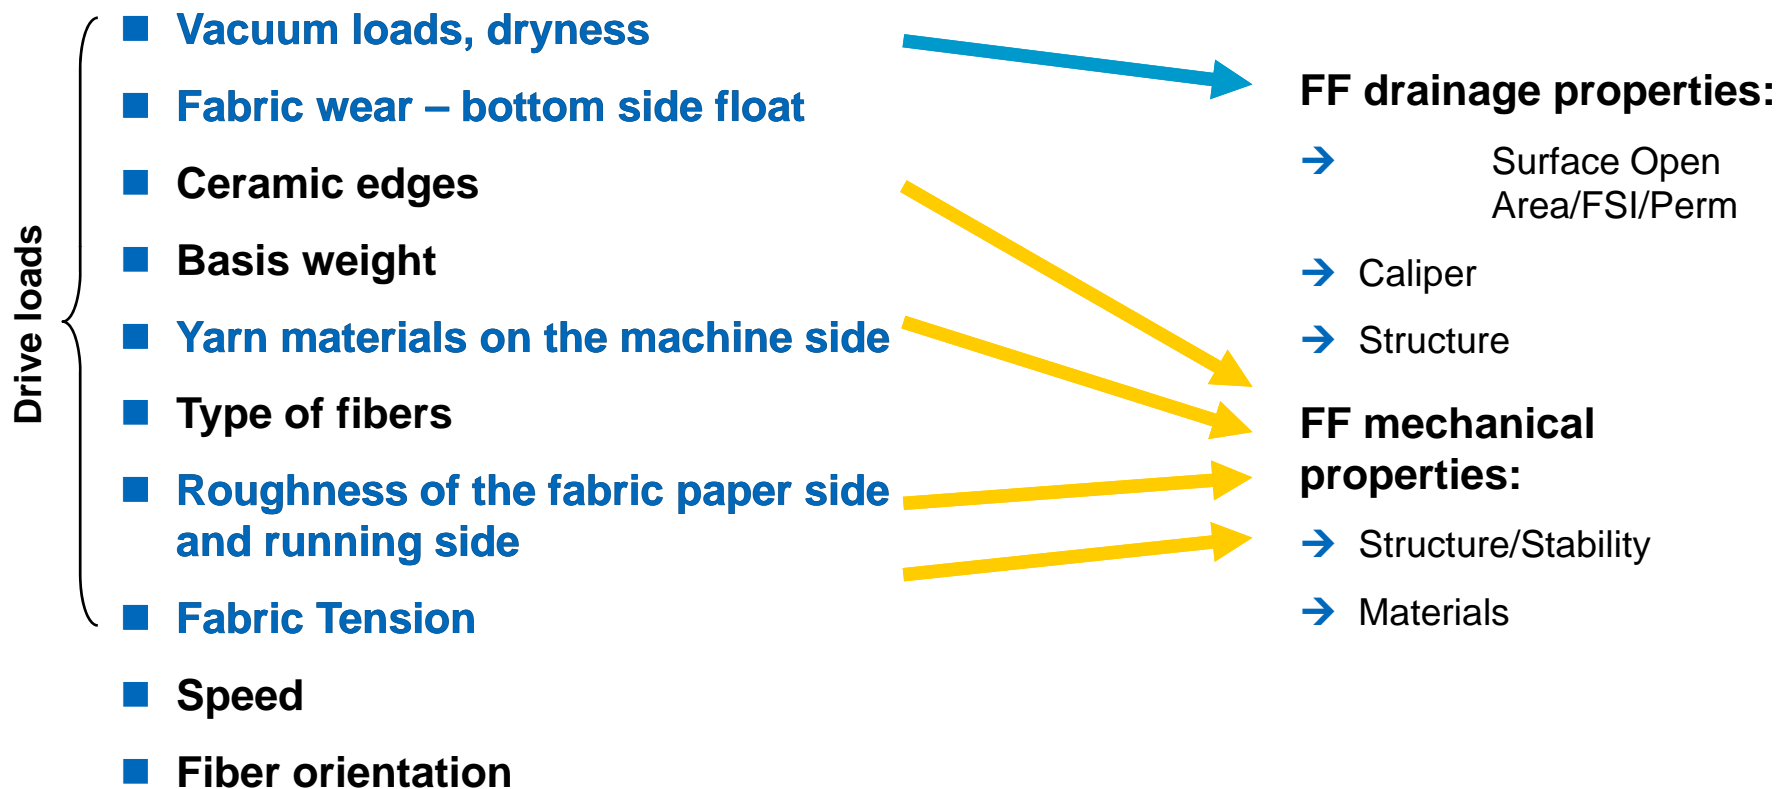 Drive loads
Vacuum loads, dryness
Fabric wear – bottom side float
Ceramic edges
Basis weight
Yarn materials on the machine side
Type of fibers
Roughness of the fabric paper side
and running side
Fabric Tension
Speed
Fiber orientation
FF drainage properties:
Surface Open
Area/FSI/Perm
Caliper
Structure
FF mechanical
properties:
Structure/Stability
Materials